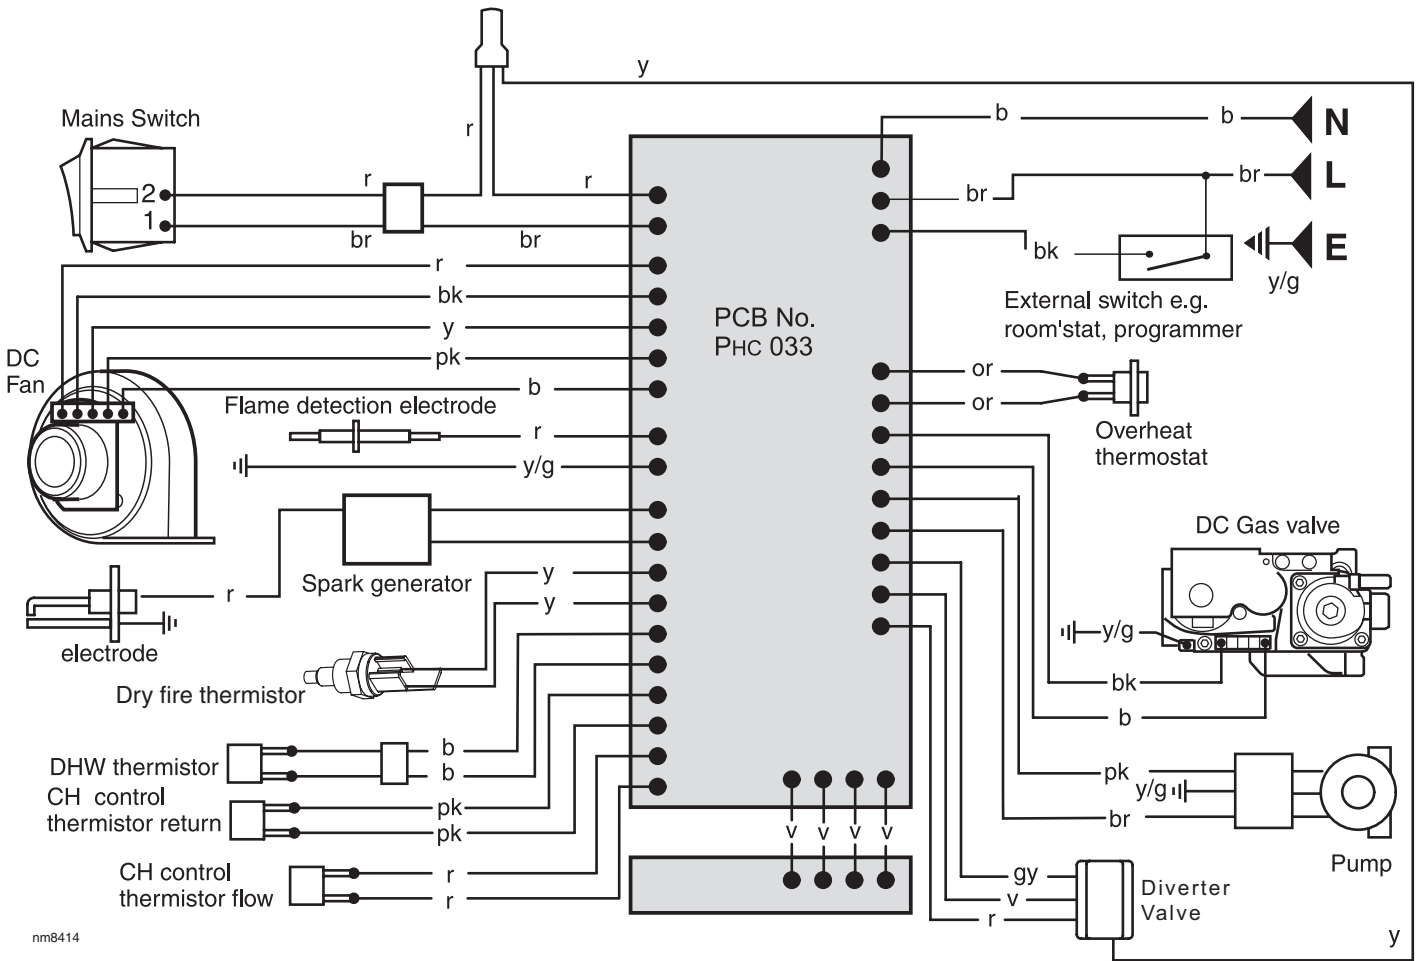 y
Mains Switch
r
b
b
N
2
r
r
br
br
L
1
br
br
bk
E
y/g
r
External switch e.g.
room'stat, programmer
bk
PCB No.
PHC 033
y
DC
Fan
pk
or
b
or
Flame detection electrode
r
Overheat
thermostat
y/g
DC Gas valve
Spark generator
y
r
y
y/g
electrode
Dry fire thermistor
bk
b
DHW thermistor
b
b
pk
y/g
CH control
thermistor return
pk
pk
br
v
v
v
v
Pump
CH control
thermistor flow
r
r
gy
v
r
Diverter
Valve
nm8414
y